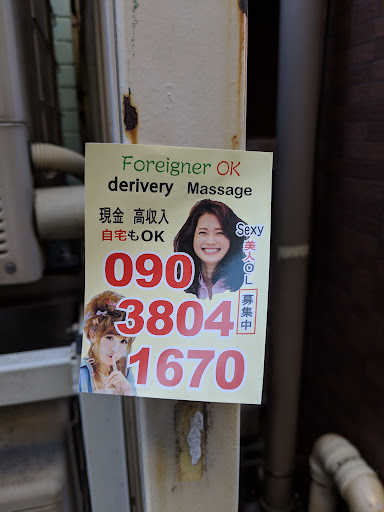 Foreigner OK
derivery Massage
現金 高収入
自宅もOK
Sexy
美人OL
募集中
090
3804
1670